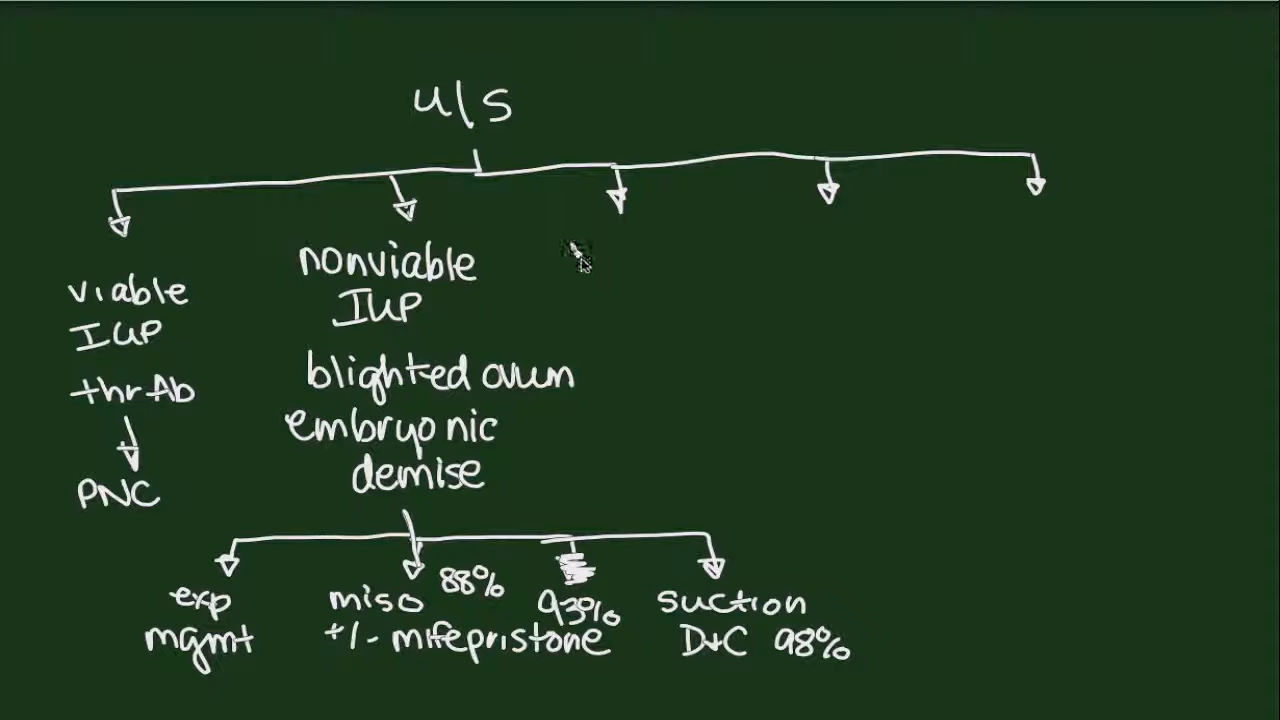 u/s
viable
IUP
thrAb
PNC
nonviable
IUP
blighted ovum
embryonic
demise
exp
mgmt
miso 88% 93%
+/- mifepristone
suction
D+C 98%